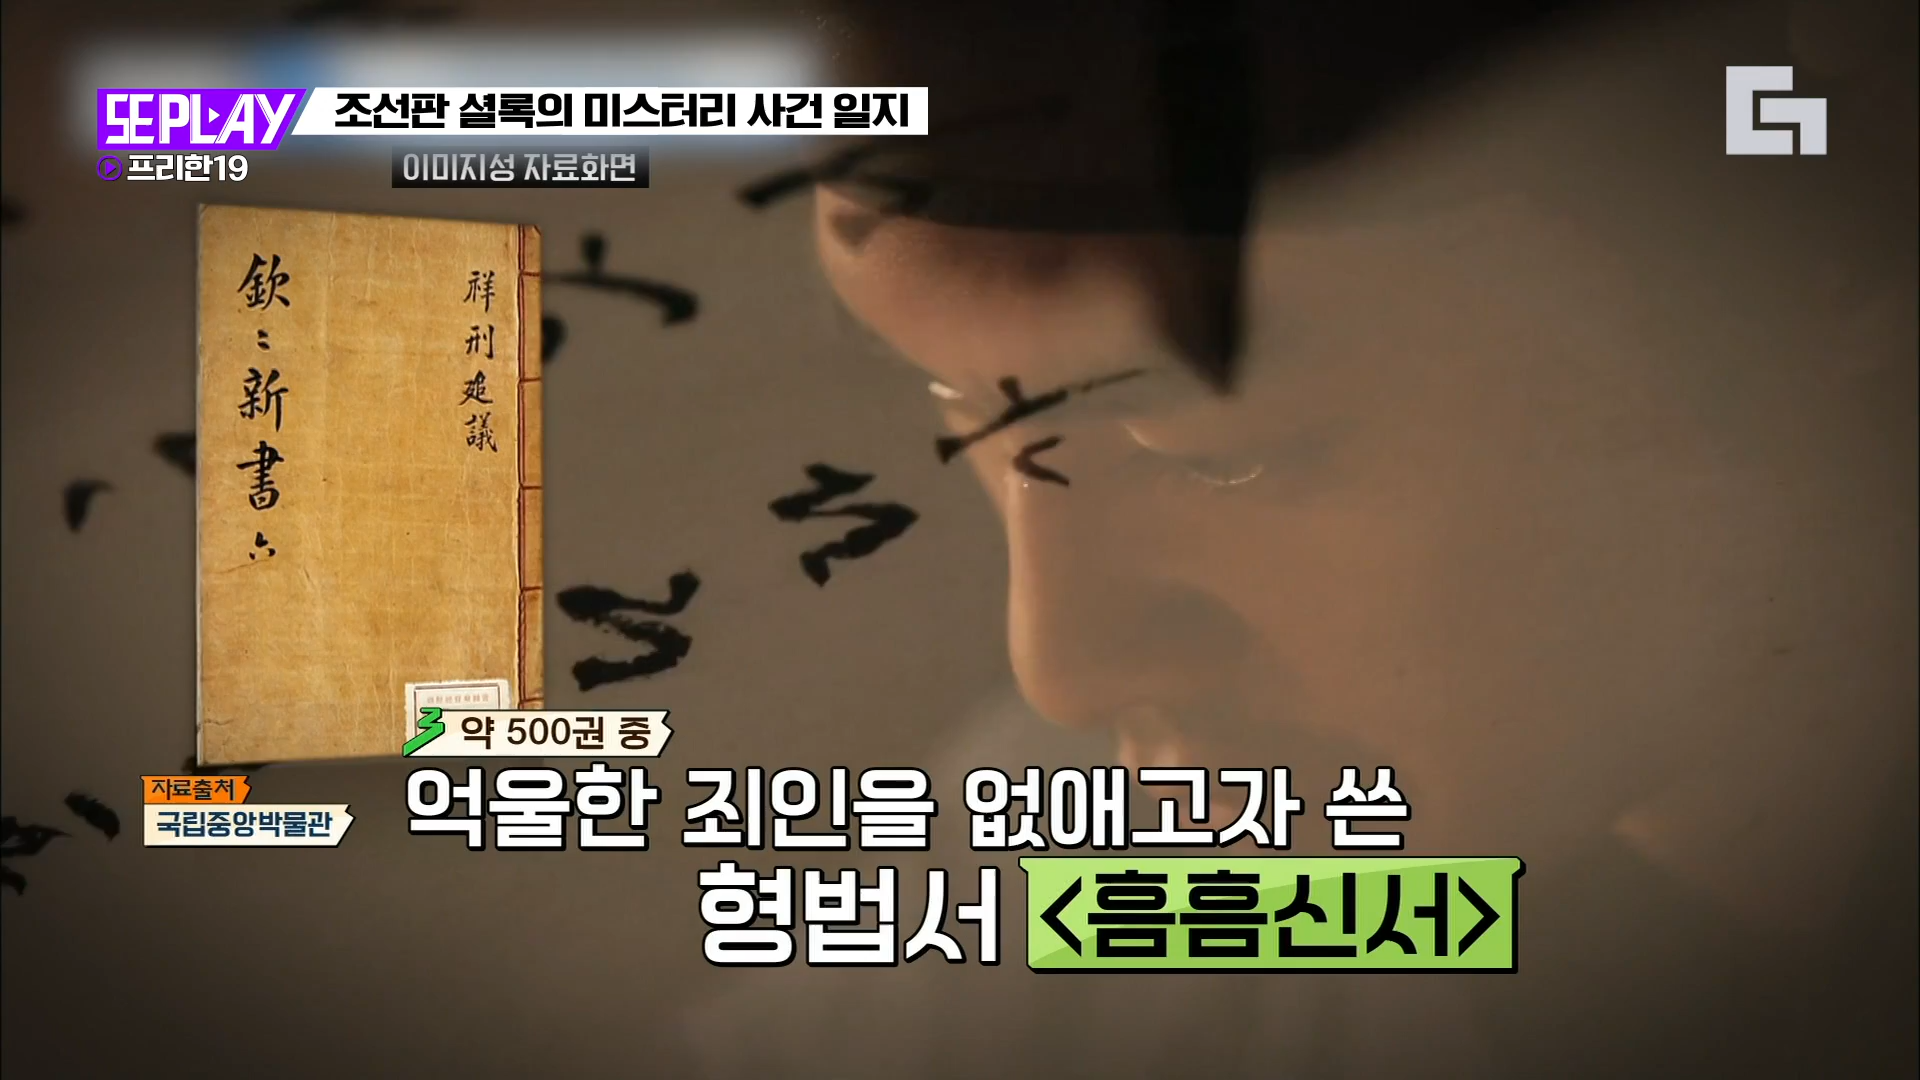 SEPLAY
조선판 셜록의 미스터리 사건 일지
프리한19
이미지성 자료화면
祥刑追議
欽〻新書 六
약 500권 중
자료출처
국립중앙박물관
억울한 죄인을 없애고자 쓴
형법서 <흠흠신서>